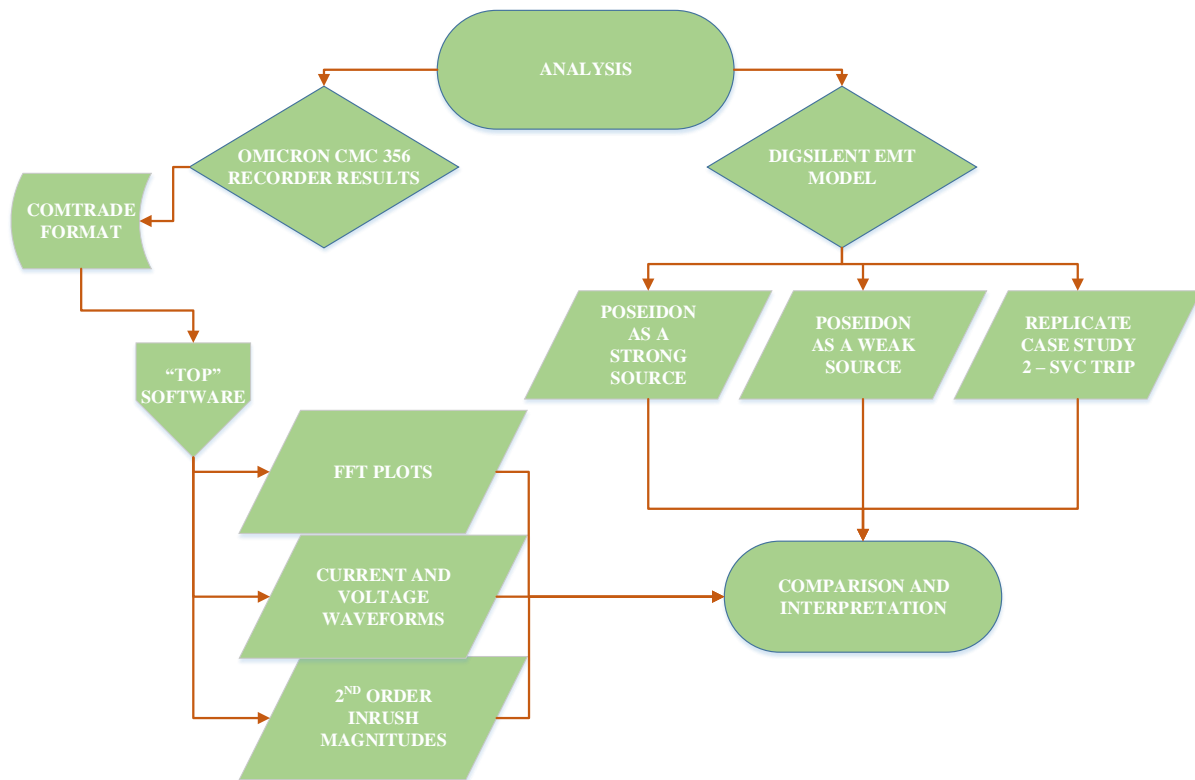 ANALYSIS
OMICRON CMC 356
RECORDER RESULTS
DIGSILENT EMT
MODEL
COMTRADE
FORMAT
“TOP”
SOFTWARE
POSEIDON
AS A
STRONG
SOURCE
POSEIDON
AS A WEAK
SOURCE
REPLICATE
CASE STUDY
2 – SVC TRIP
FFT PLOTS
CURRENT AND
VOLTAGE
WAVEFORMS
2ND ORDER
INRUSH
MAGNITUDES
COMPARISON AND
INTERPRETATION